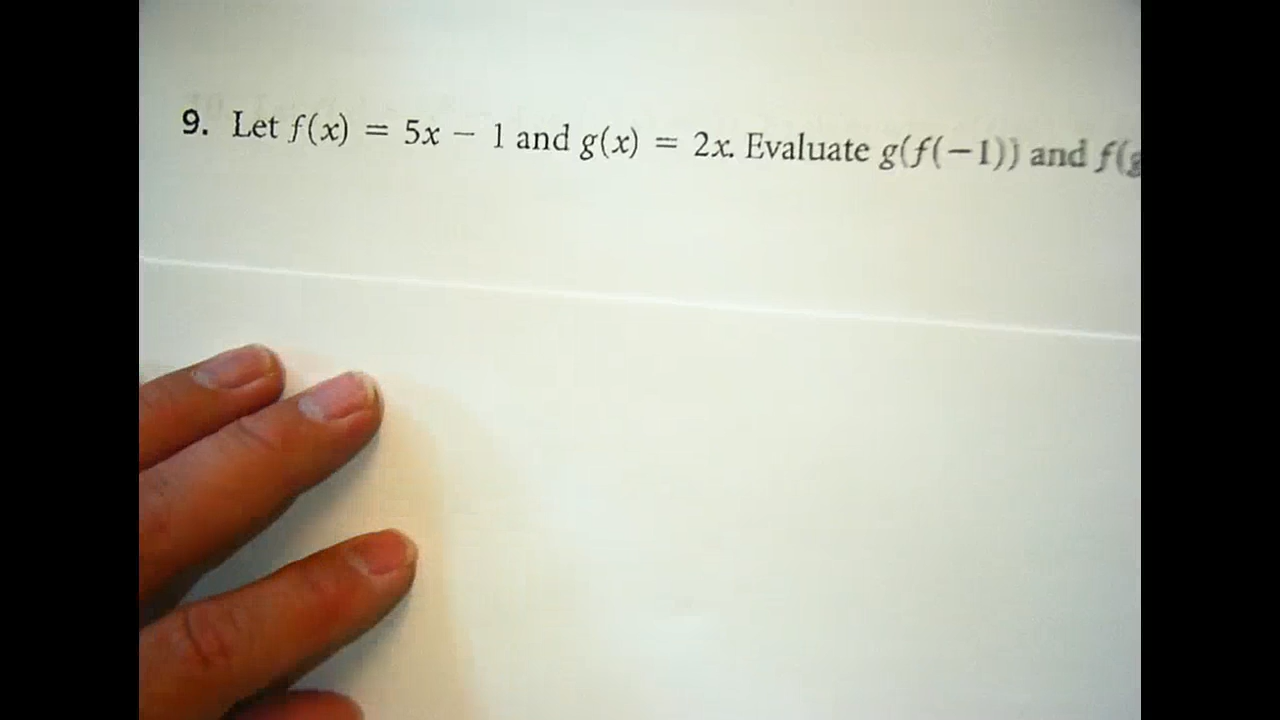 9. Let f(x) = 5x − 1 and g(x) = 2x. Evaluate g(f(−1)) and f(g